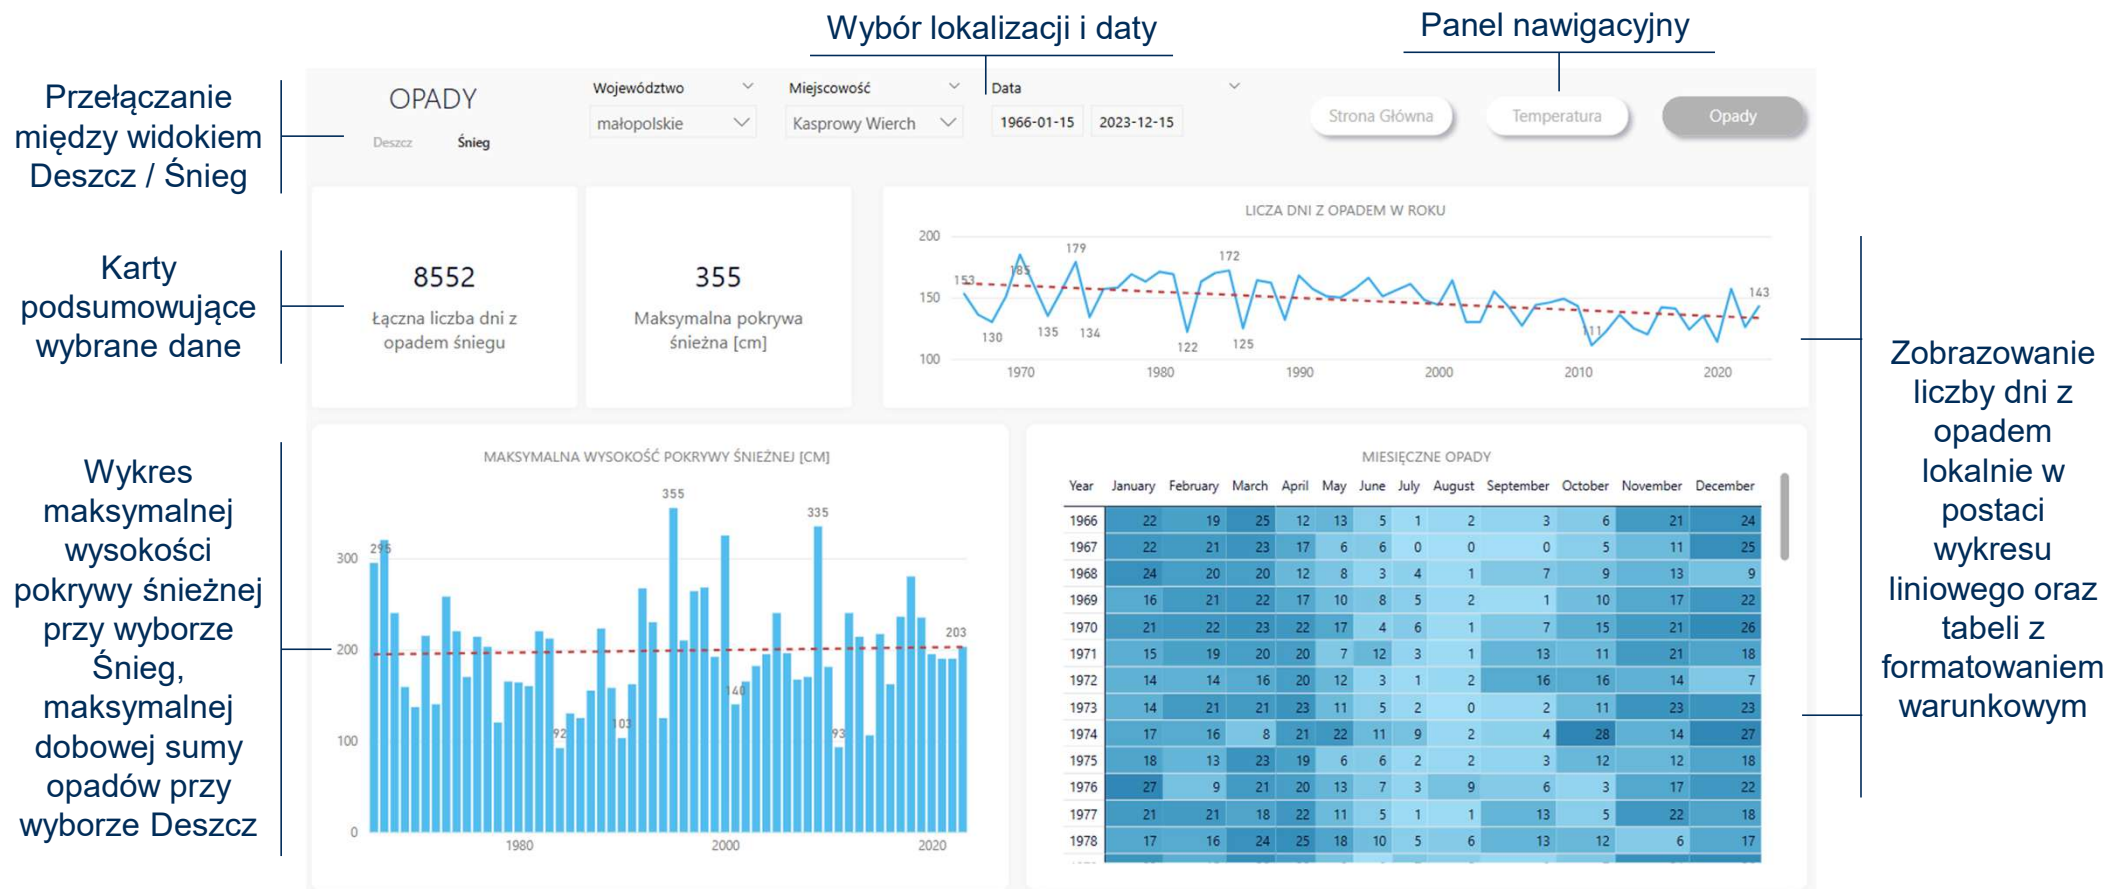 Wybór lokalizacji i daty
Panel nawigacyjny
Przełączanie
między widokiem
Deszcz / Śnieg
OPADY
Deszcz Śnieg
Województwo
małopolskie
Miejscowość
Kasprowy Wierch
Data
1966-01-15 2023-12-15
Strona Główna
Temperatura
Opady
Karty
podsumowujące
wybrane dane
8552
Łączna liczba dni z
opadem śniegu
355
Maksymalna pokrywa
śnieżna [cm]
LICZA DNI Z OPADEM W ROKU
200
150
100
153
185
179
172
143
130
135
134
122
125
111
1970 1980 1990 2000 2010 2020
Zobrazowanie
liczby dni z
opadem
lokalnie w
postaci
wykresu
liniowego oraz
tabeli z
formatowaniem
warunkowym
Wykres
maksymalnej
wysokości
pokrywy śnieżnej
przy wyborze
Śnieg,
maksymalnej
dobowej sumy
opadów przy
wyborze Deszcz
MAKSYMALNA WYSOKOŚĆ POKRYWY ŚNIEŻNEJ [CM]
300
200
100
0
295
355
335
203
140
92
103
93
1980 2000 2020
MIESIĘCZNE OPADY
Year January February March April May June July August September October November December
1966 22 19 25 12 13 5 1 2 3 6 21 24
1967 22 21 23 17 6 6 0 0 0 5 11 25
1968 24 20 20 12 8 3 4 1 7 9 13 9
1969 16 21 22 17 10 8 5 2 1 10 17 22
1970 21 22 23 22 17 4 6 1 7 15 21 26
1971 15 19 20 20 7 12 3 1 13 11 21 18
1972 14 14 16 20 12 3 1 2 16 16 14 7
1973 14 21 21 23 11 5 2 0 2 11 23 23
1974 17 16 8 21 22 11 9 2 4 28 14 27
1975 18 13 23 19 6 6 2 2 3 12 12 18
1976 27 9 21 20 13 7 3 9 6 3 17 22
1977 21 21 18 22 11 5 1 1 13 5 22 18
1978 17 16 24 25 18 10 5 6 13 12 6 17